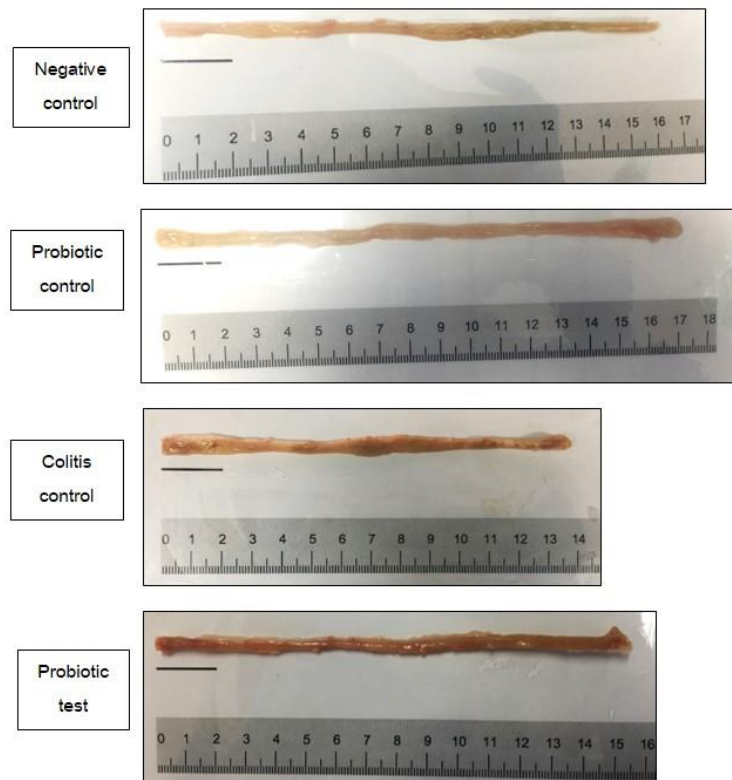 Negative
control
0 1 2 3 4 5 6 7 8 9 10 11 12 13 14 15 16 17
Probiotic
control
0 1 2 3 4 5 6 7 8 9 10 11 12 13 14 15 16 17 18
Colitis
control
0 1 2 3 4 5 6 7 8 9 10 11 12 13 14
Probiotic
test
0 1 2 3 4 5 6 7 8 9 10 11 12 13 14 15 16